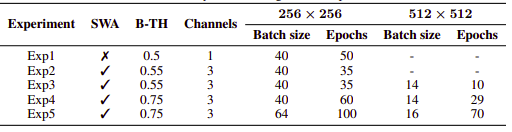 256 × 256 512 × 512
Experiment SWA B-TH Channels Batch size Epochs Batch size Epochs
Exp1 ✗ 0.5 1 40 50 - -
Exp2 ✓ 0.55 3 40 35 - -
Exp3 ✓ 0.55 3 40 35 14 10
Exp4 ✓ 0.75 3 40 60 14 29
Exp5 ✓ 0.75 3 64 100 16 70